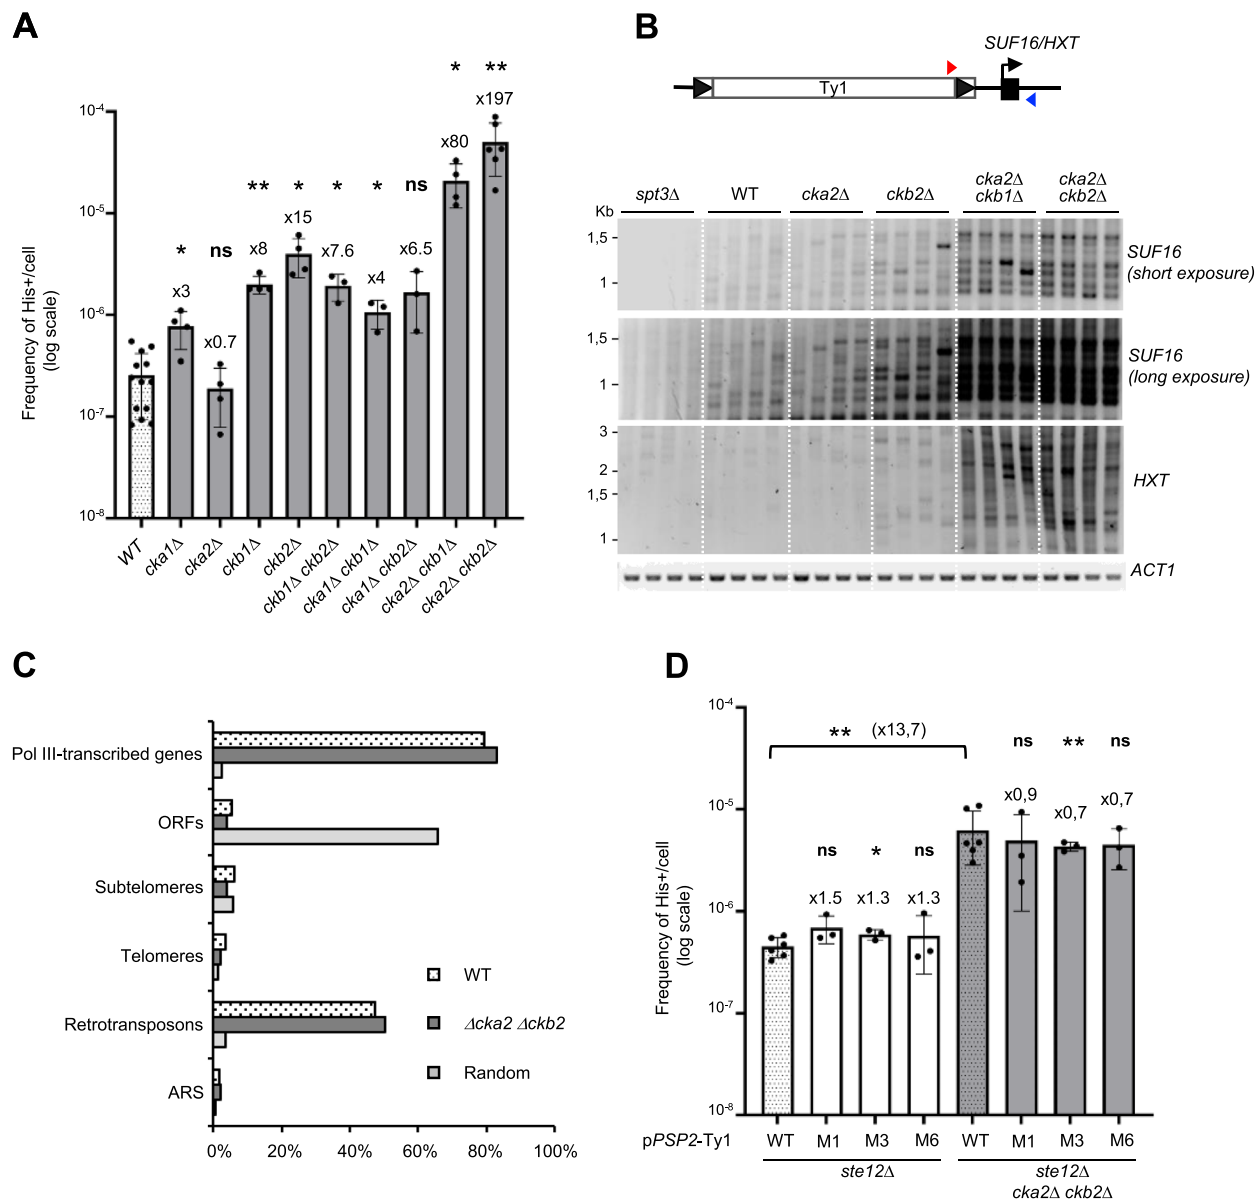 A
Frequency of His+/cell
(log scale)
10-4
10-5
10-6
10-7
10-8
*
ns
**
*
*
*
ns
*
**
x3
x0.7
x8
x15
x7.6
x4
x6.5
x80
x197
WT
cka1Δ
cka2Δ
ckb1Δ
ckb2Δ
ckb1Δ ckb2Δ
cka1Δ ckb1Δ
cka1Δ ckb2Δ
cka2Δ ckb1Δ
cka2Δ ckb2Δ
B
SUF16/HXT
Ty1
spt3Δ
WT
cka2Δ
ckb2Δ
cka2Δ
ckb1Δ
cka2Δ
ckb2Δ
Kb
1,5
1
SUF16
(short exposure)
1,5
1
SUF16
(long exposure)
3
2
1,5
1
HXT
ACT1
C
Pol III-transcribed genes
ORFs
Subtelomeres
Telomeres
Retrotransposons
ARS
WT
Δcka2 Δckb2
Random
0%
20%
40%
60%
80%
100%
D
Frequency of His+/cell
(log scale)
10-4
10-5
10-6
10-7
10-8
** (x13,7)
ns
*
ns
x1.5
x1.3
x1.3
ns
**
ns
x0,9
x0,7
x0,7
pPSP2-Ty1
WT
M1
M3
M6
WT
M1
M3
M6
ste12Δ
ste12Δ
cka2Δ ckb2Δ